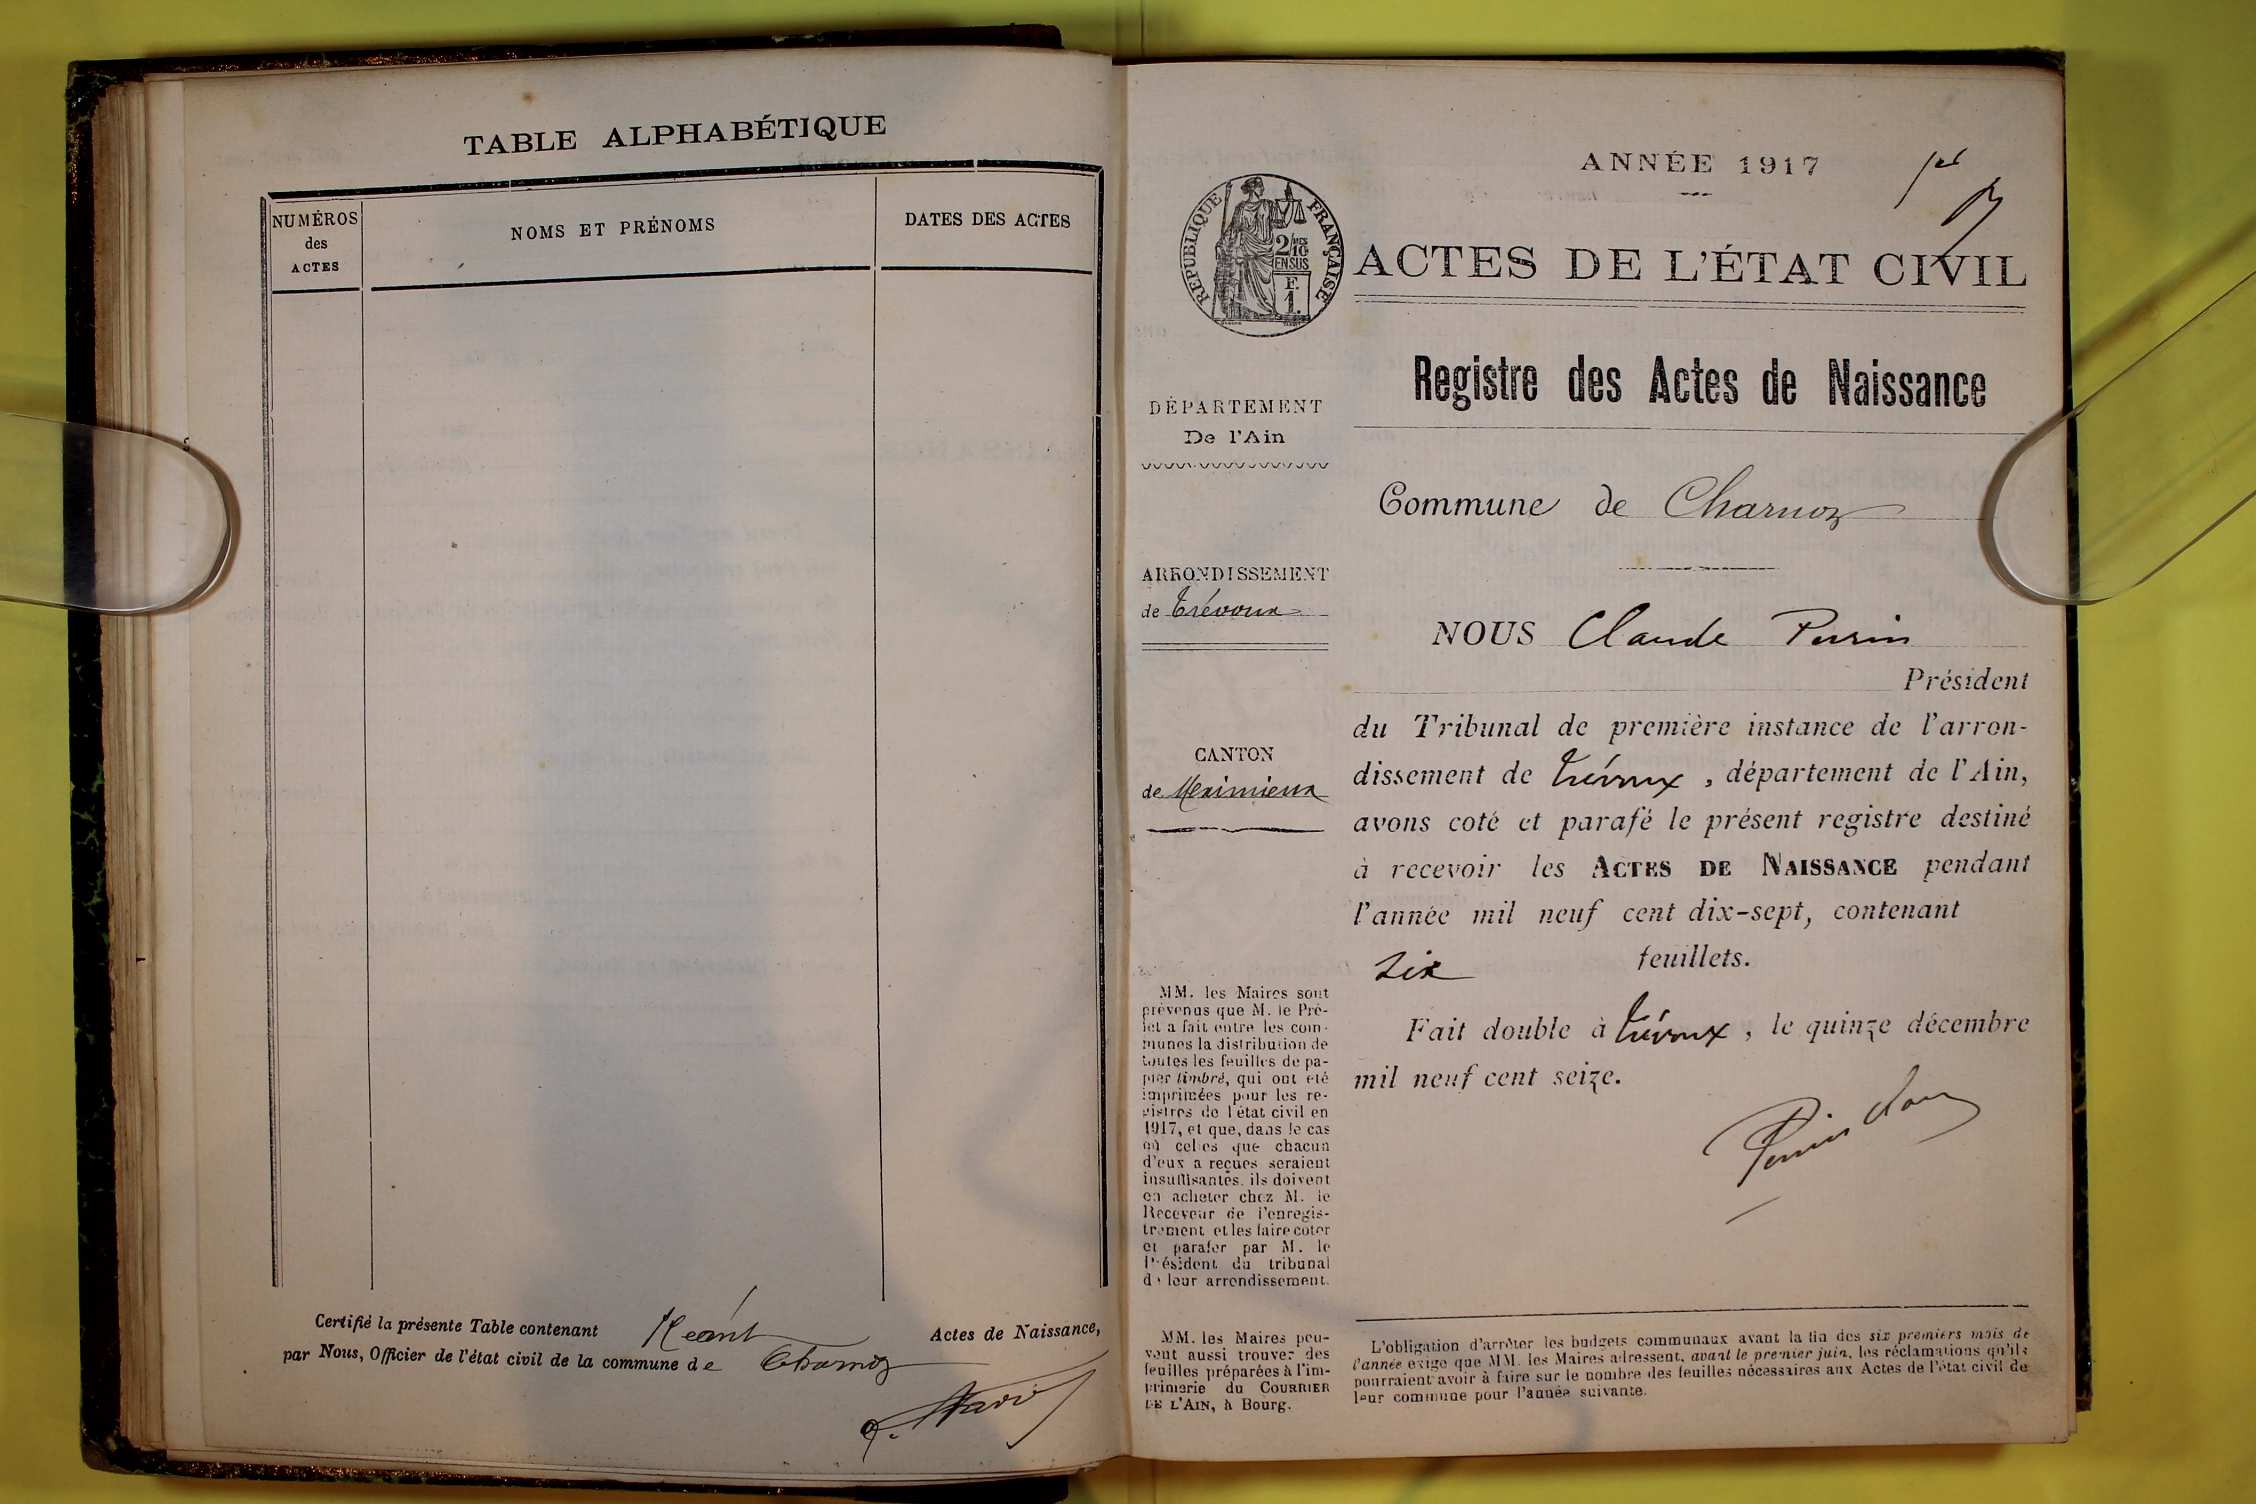 TABLE ALPHABÉTIQUE
NUMÉROS
des
ACTES
NOMS ET PRÉNOMS
DATES DES ACTES
Certifié la présente Table contenant Néant Actes de Naissance,
par Nous, Officier de l'état civil de la commune de Charnoz
ANNÉE 1917
1er
RÉPUBLIQUE FRANÇAISE
2/10
EN SUS
F.
1.
ACTES DE L'ÉTAT CIVIL
Registre des Actes de Naissance
DÉPARTEMENT
De l'Ain
Commune de Charnoz
ARRONDISSEMENT
de Trévoux
CANTON
de Meximieux
NOUS Claude Perrin
Président
du Tribunal de première instance de l'arron-
dissement de Trévoux, département de l'Ain,
avons coté et parafé le présent registre destiné
à recevoir les ACTES DE NAISSANCE pendant
l'année mil neuf cent dix-sept, contenant
six feuillets.
Fait double à Trévoux, le quinze décembre
mil neuf cent seize.
MM. les Maires sont
prévenus que M. le Pré-
fet a fait entre les com-
munes la distribution de
toutes les feuilles de pa-
pier timbré, qui ont été
imprimées pour les re-
gistres de l'état civil en
1917, et que, dans le cas
où celles que chacun
d'eux a reçues seraient
insuffisantes, ils doivent
en acheter chez M. le
Receveur de l'enregis-
trement et les faire coter
et parafer par M. le
Président du tribunal
de leur arrondissement.
MM. les Maires peu-
vent aussi trouver des
feuilles préparées à l'im-
primerie du COURRIER
DE L'AIN, à Bourg.
L'obligation d'arrêter les budgets communaux avant la fin des six premiers mois de
l'année exige que MM. les Maires adressent, avant le premier juin, les réclamations qu'ils
pourraient avoir à faire sur le nombre des feuilles nécessaires aux Actes de l'état civil de
leur commune pour l'année suivante.